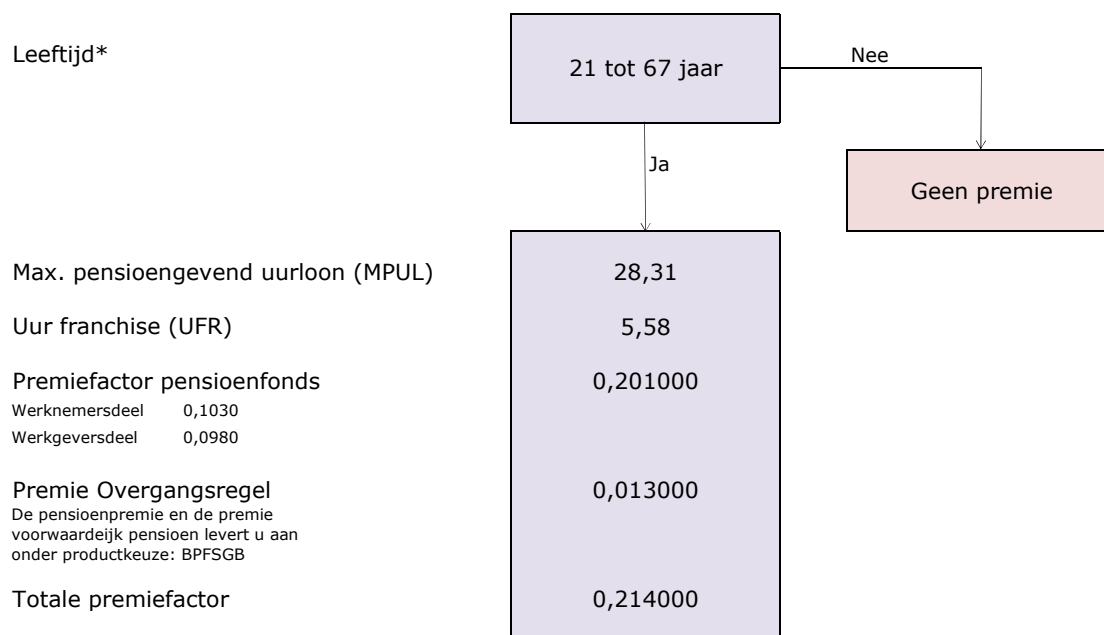 Leeftijd*
21 tot 67 jaar
Nee
Ja
Geen premie
Max. pensioengevend uurloon (MPUL) 28,31
Uur franchise (UFR) 5,58
Premiefactor pensioenfonds 0,201000
Werknemersdeel 0,1030
Werkgeversdeel 0,0980
Premie Overgangsregel 0,013000
De pensioenpremie en de premie
voorwaardeijk pensioen levert u aan
onder productkeuze: BPFSGB
Totale premiefactor 0,214000